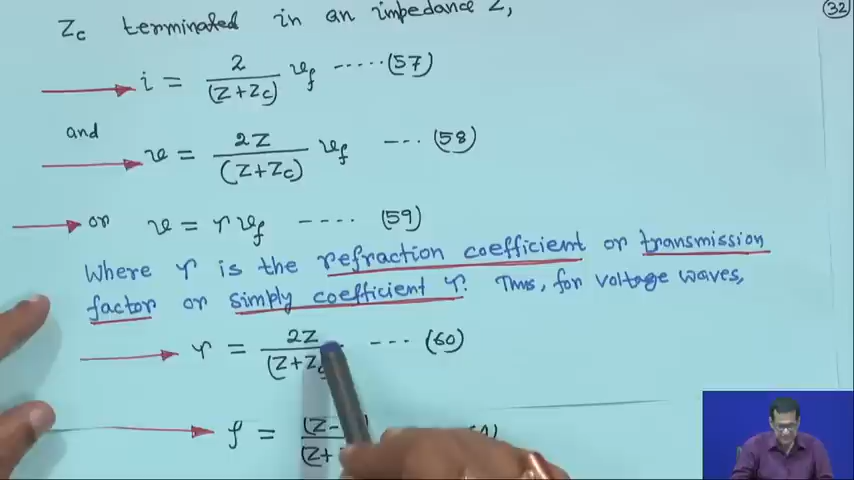 Zc terminated in an impedance Z,
32
i = 2/(Z+Zc) vf ..... (57)
and
v = 2Z/(Z+Zc) vf --- (58)
or v = τ vf ---- (59)
Where τ is the refraction coefficient or transmission
factor or simply coefficient τ. Thus, for voltage waves,
τ = 2Z/(Z+Zc --- (60)
ρ = (Z-/(Z+